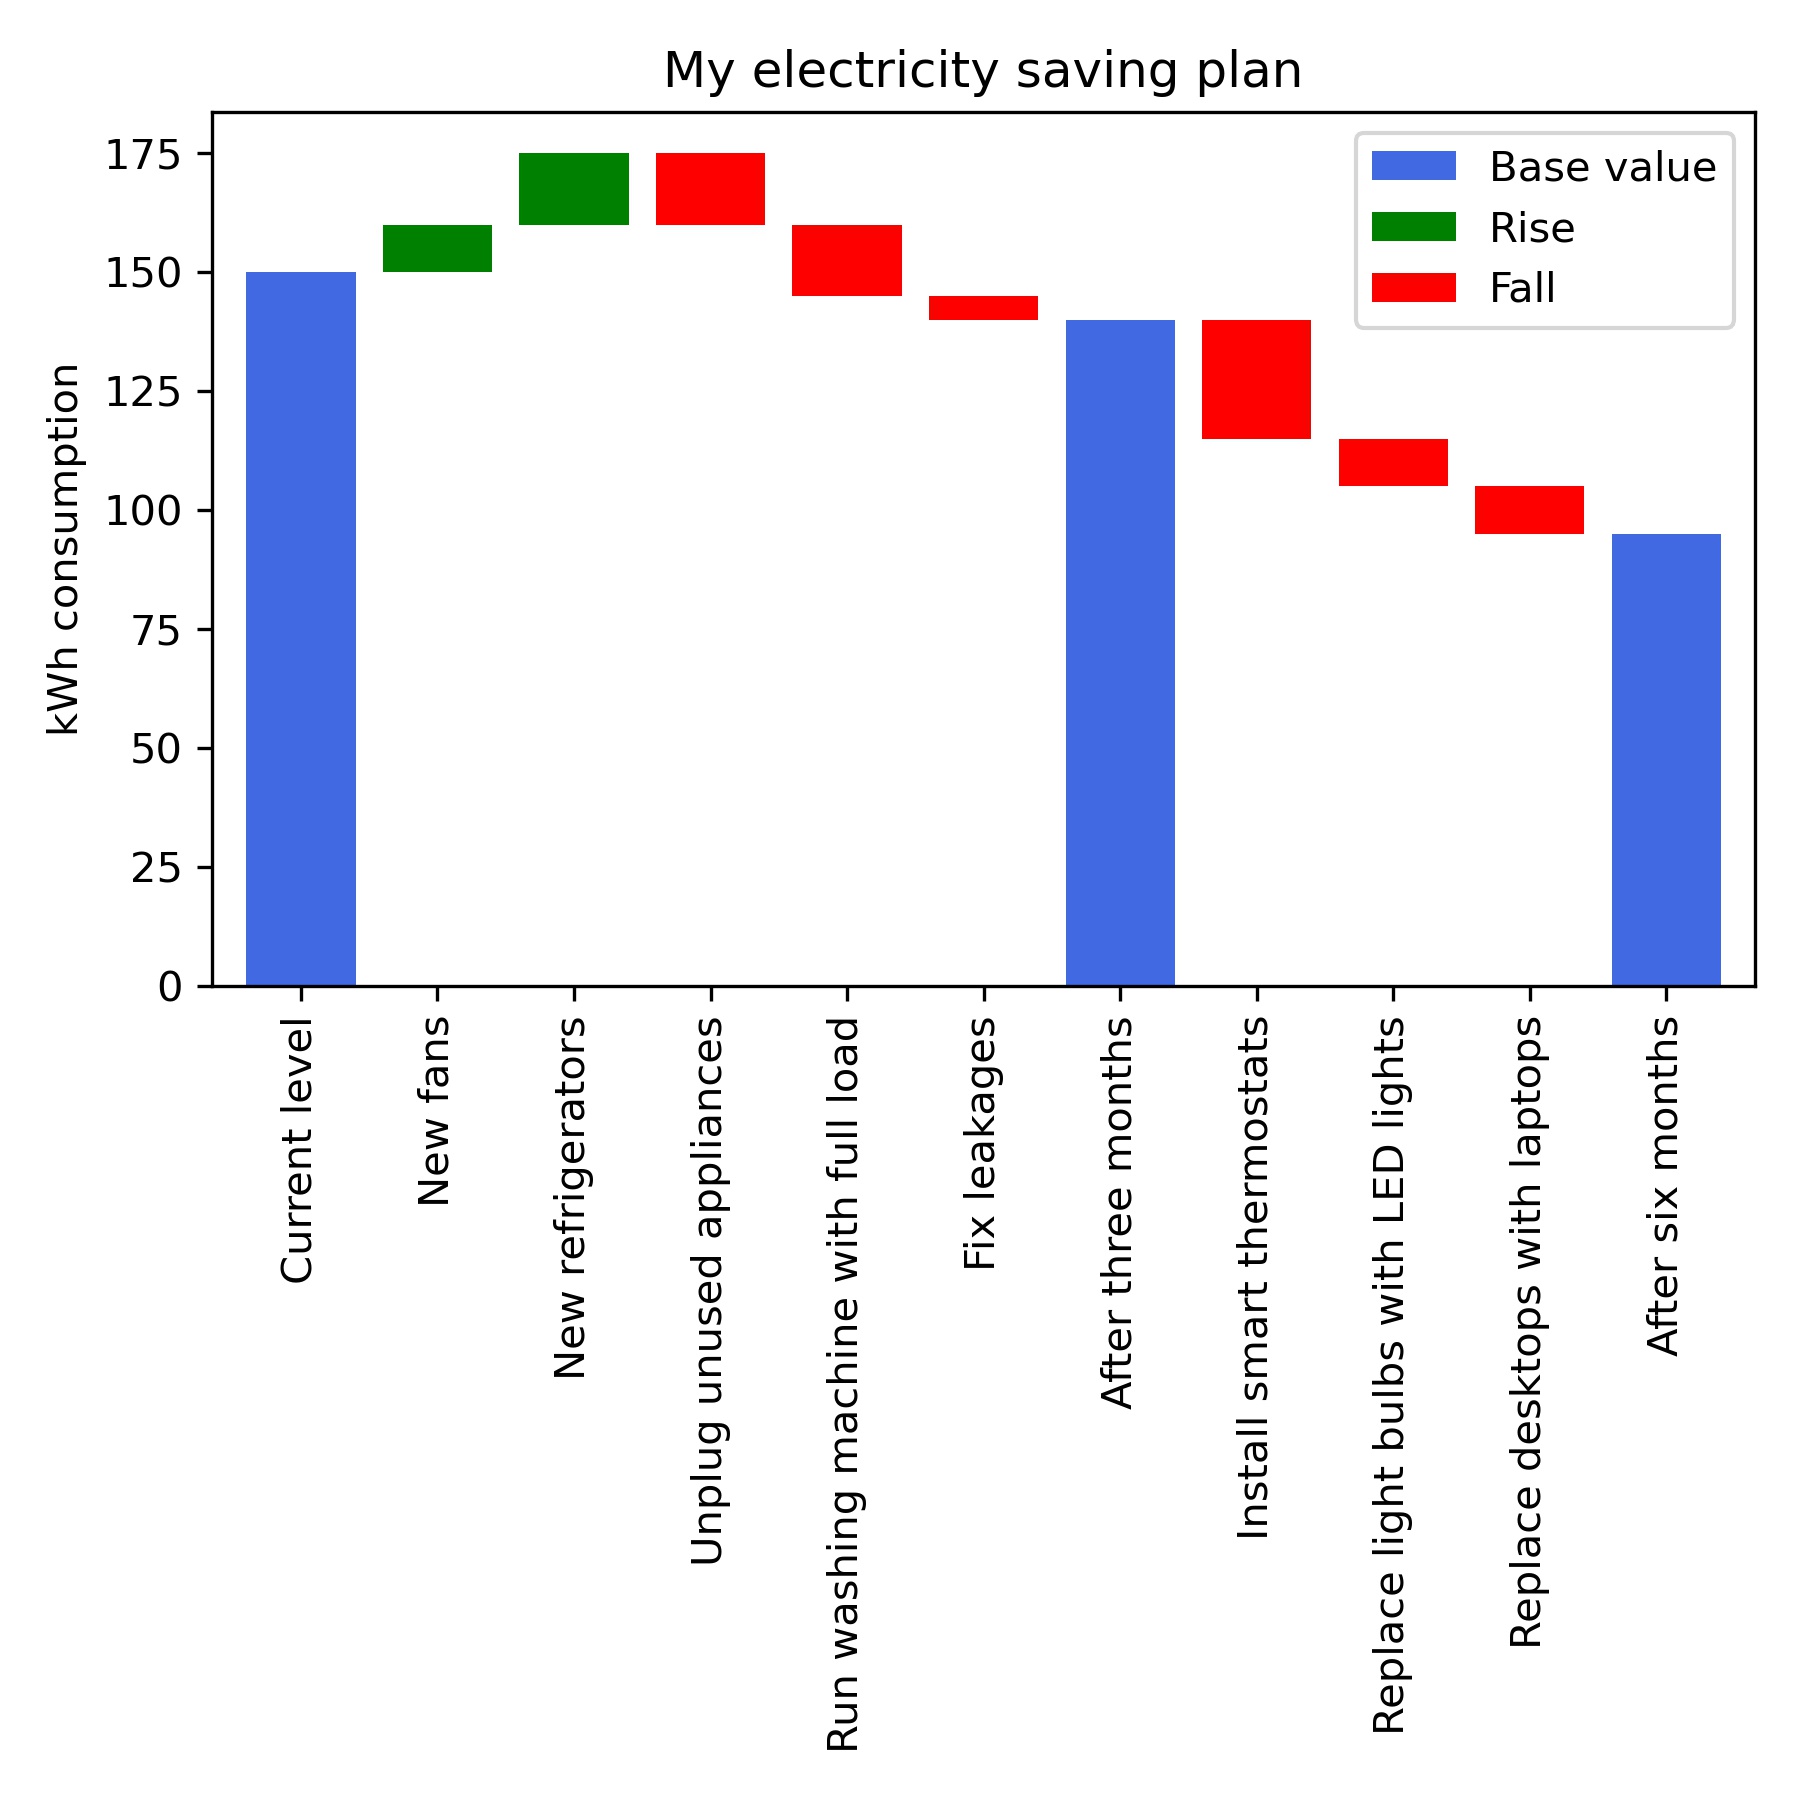 My electricity saving plan
Base value
Rise
Fall
kWh consumption
175
150
125
100
75
50
25
0
Current level
New fans
New refrigerators
Unplug unused appliances
Run washing machine with full load
Fix leakages
After three months
Install smart thermostats
Replace light bulbs with LED lights
Replace desktops with laptops
After six months